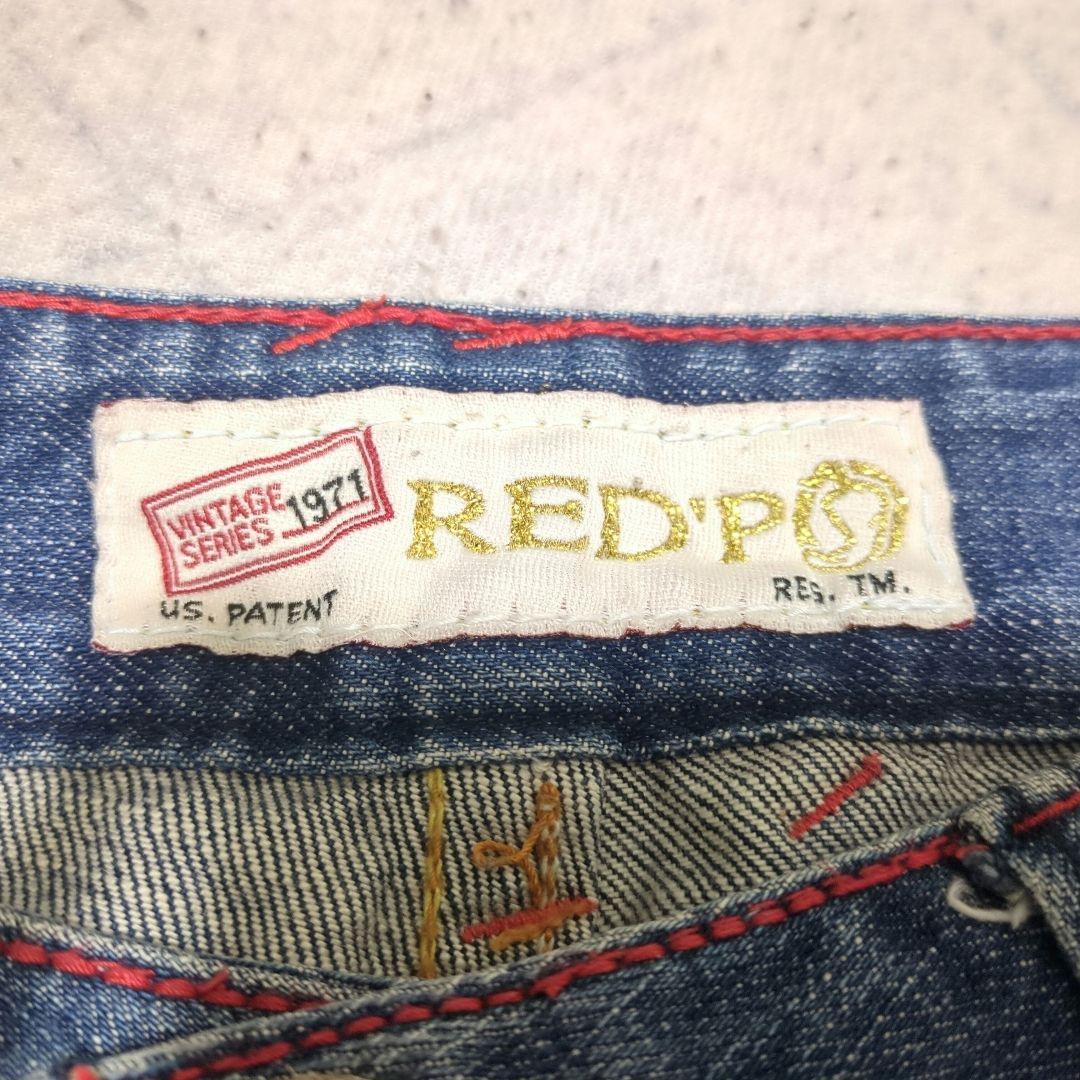 VINTAGE
SERIES 1971
RED'P
US. PATENT
REG. TM.